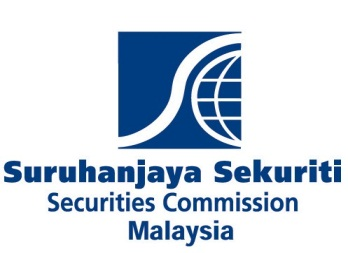 Suruhanjaya Sekuriti
Securities Commission
Malaysia